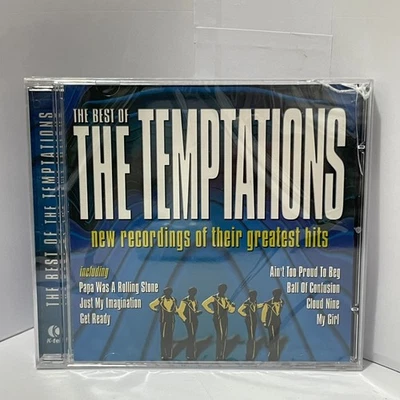 THE BEST OF THE TEMPTATIONS
K
THE BEST OF
THE TEMPTATIONS
new recordings of their greatest hits
including
Papa Was A Rolling Stone
Just My Imagination
Get Ready
Ain't Too Proud To Beg
Ball Of Confusion
Cloud Nine
My Girl